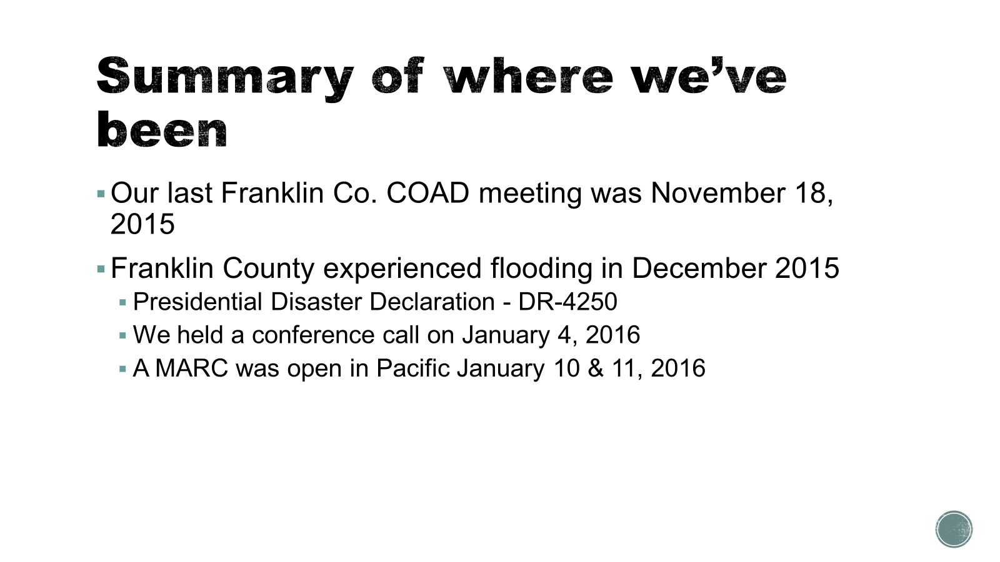 Summary of where we’ve
been
▪ Our last Franklin Co. COAD meeting was November 18,
2015
▪ Franklin County experienced flooding in December 2015
▪ Presidential Disaster Declaration - DR-4250
▪ We held a conference call on January 4, 2016
▪ A MARC was open in Pacific January 10 & 11, 2016